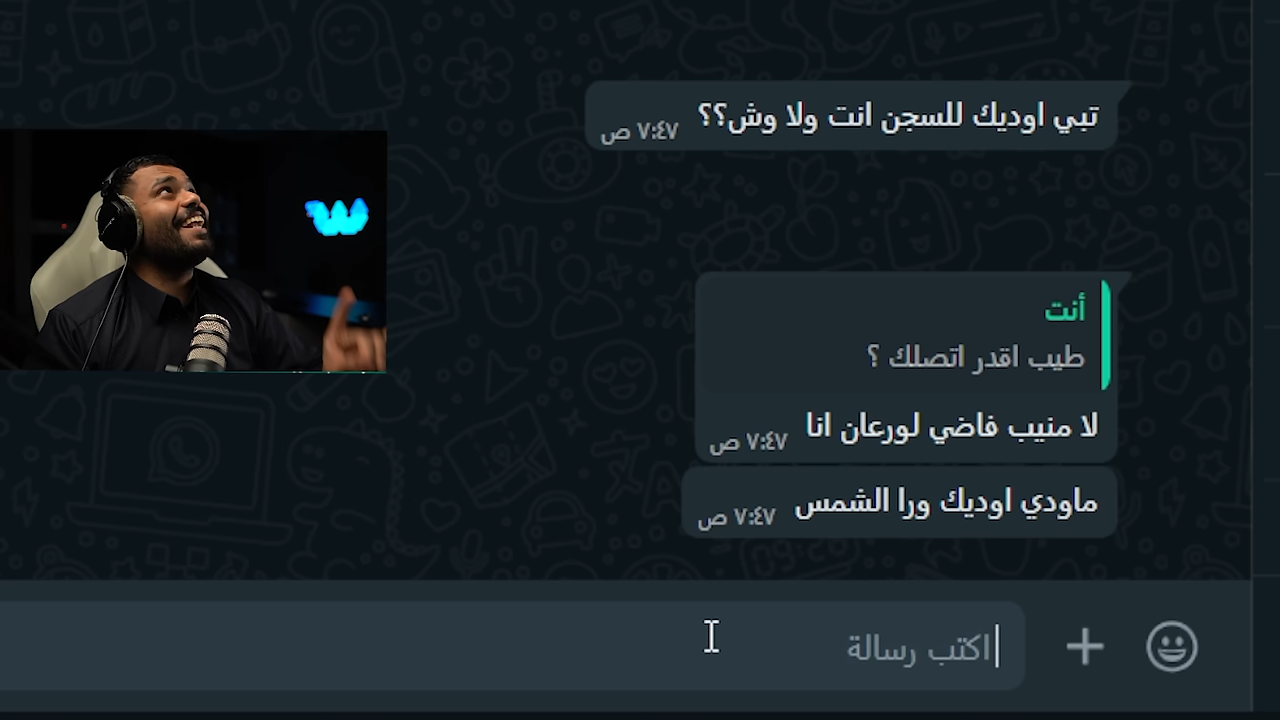 تبي اوديك للسجن انت ولا وش؟؟
٧:٤٧ ص
أنت
طيب اقدر اتصلك ؟
لا منيب فاضي لورعان انا
٧:٤٧ ص
ماودي اوديك ورا الشمس
٧:٤٧ ص
اكتب رسالة